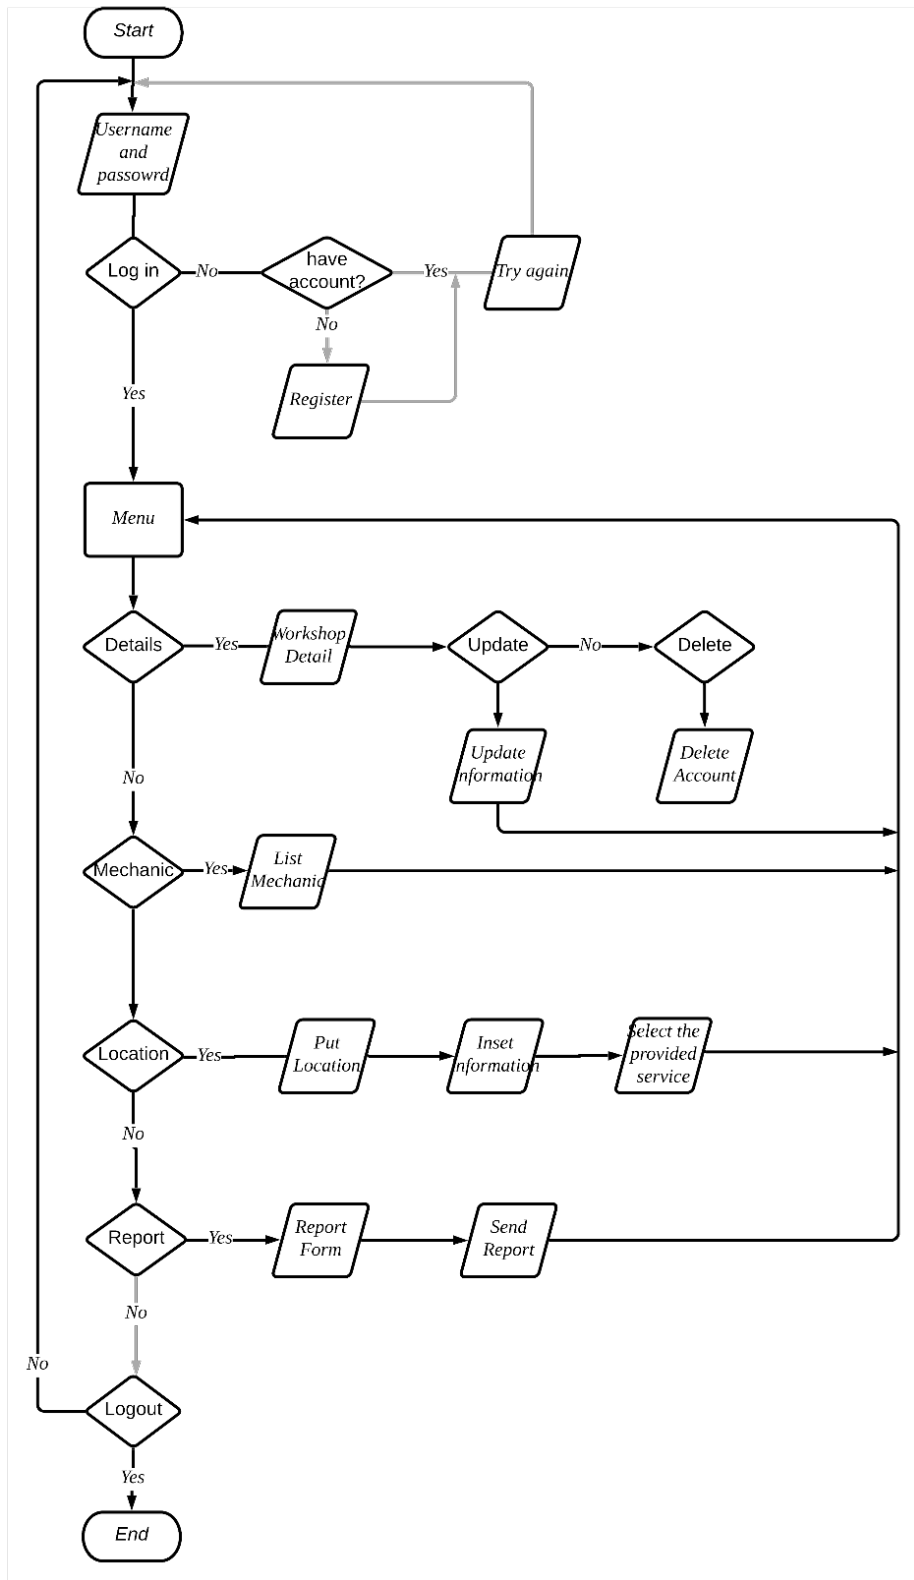 Start
Username
and
passowrd
Log in
No
have
account?
Yes
Try again
No
Register
Yes
Menu
Details
Yes
Workshop
Detail
Update
No
Delete
Update
nformation
Delete
Account
No
Mechanic
Yes
List
Mechanic
Location
Yes
Put
Location
Inset
nformation
Select the
provided
service
No
Report
Yes
Report
Form
Send
Report
No
No
Logout
Yes
End